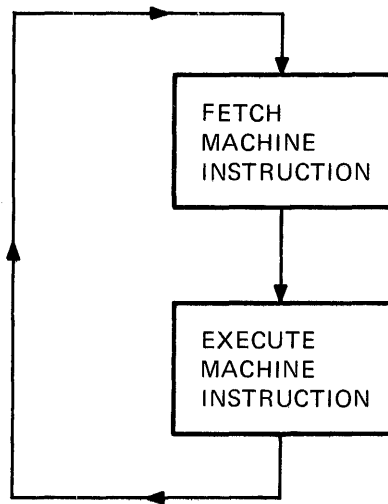 FETCH
MACHINE
INSTRUCTION
EXECUTE
MACHINE
INSTRUCTION